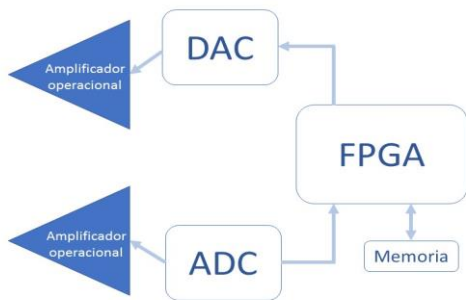 Amplificador
operacional
DAC
FPGA
Amplificador
operacional
ADC
Memoria